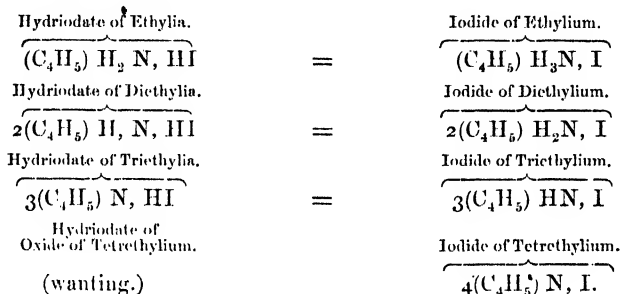 Hydriodate of Ethylia. Iodide of Ethylium.
(C₄H₅) H₂ N, HI = (C₄H₅) H₃N, I
Hydriodate of Diethylia. Iodide of Diethylium.
2(C₄H₅) H, N, HI = 2(C₄H₅) H₂N, I
Hydriodate of Triethylia. Iodide of Triethylium.
3(C₄H₅) N, HI = 3(C₄H₅) HN, I
Hydriodate of
Oxide of Tetrethylium. Iodide of Tetrethylium.
(wanting.) 4(C₄H₅) N, I.